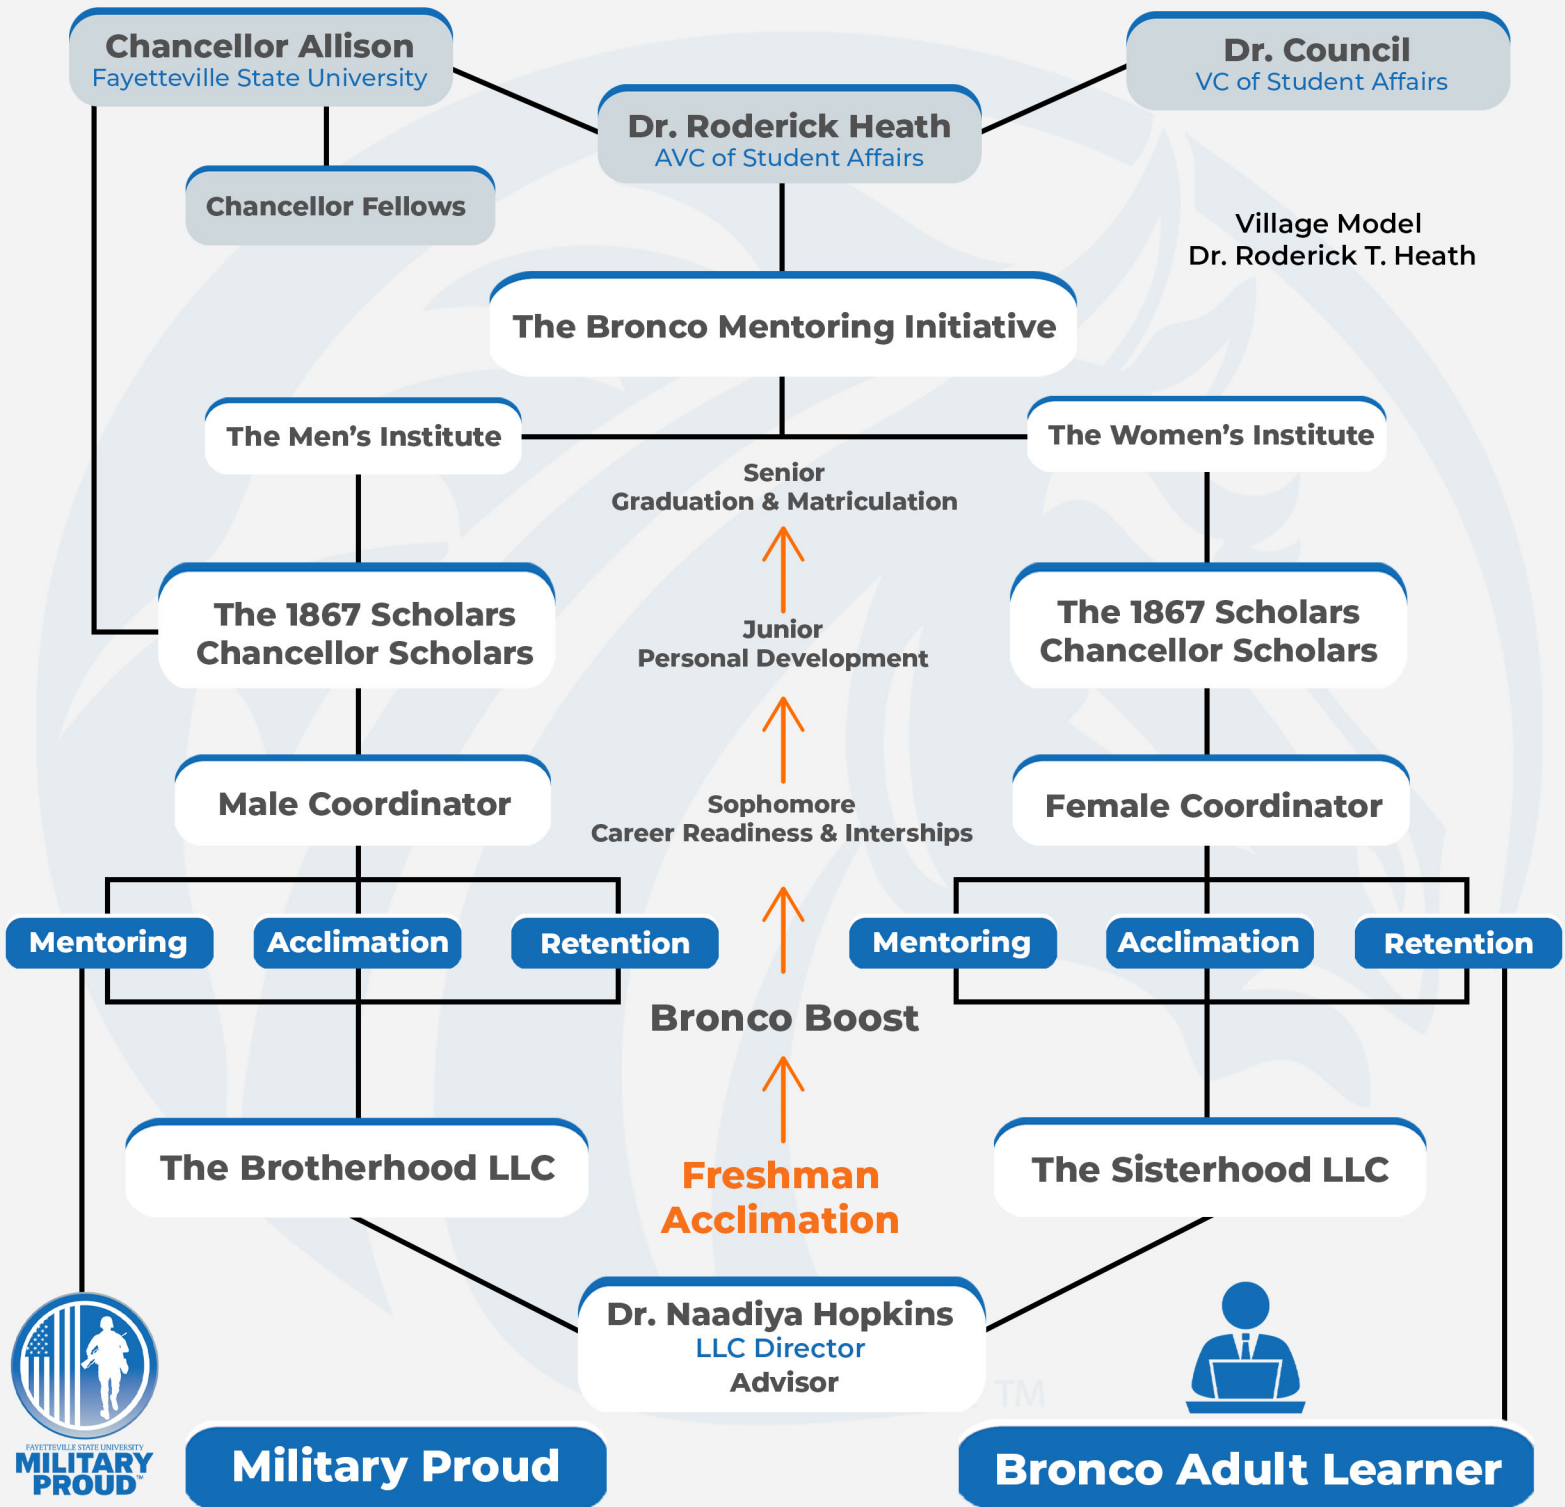 Chancellor Allison
Fayetteville State University
Dr. Council
VC of Student Affairs
Dr. Roderick Heath
AVC of Student Affairs
Chancellor Fellows
Village Model
Dr. Roderick T. Heath
The Bronco Mentoring Initiative
The Men's Institute
The Women's Institute
Senior
Graduation & Matriculation
The 1867 Scholars
Chancellor Scholars
Junior
Personal Development
The 1867 Scholars
Chancellor Scholars
Male Coordinator
Sophomore
Career Readiness & Interships
Female Coordinator
Mentoring
Acclimation
Retention
Mentoring
Acclimation
Retention
Bronco Boost
The Brotherhood LLC
Freshman
Acclimation
The Sisterhood LLC
Dr. Naadiya Hopkins
LLC Director
Advisor
TM
FAYETTEVILLE STATE UNIVERSITY
MILITARY
PROUD™
Military Proud
Bronco Adult Learner